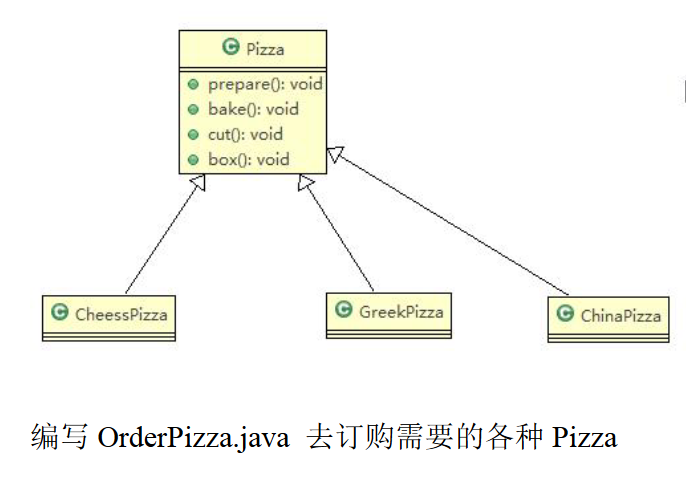 Pizza
prepare(): void
bake(): void
cut(): void
box(): void
CheessPizza
GreekPizza
ChinaPizza
编写 OrderPizza.java 去订购需要的各种 Pizza